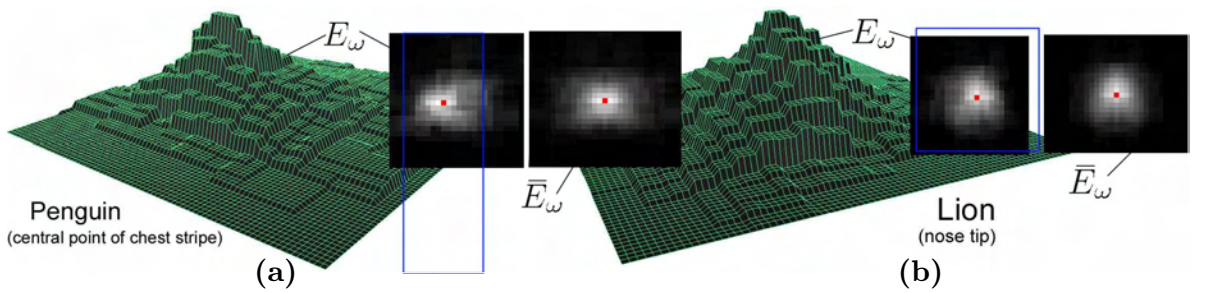 E_ω
E_ω
Ē_ω
Ē_ω
Penguin
(central point of chest stripe)
Lion
(nose tip)
(a)
(b)